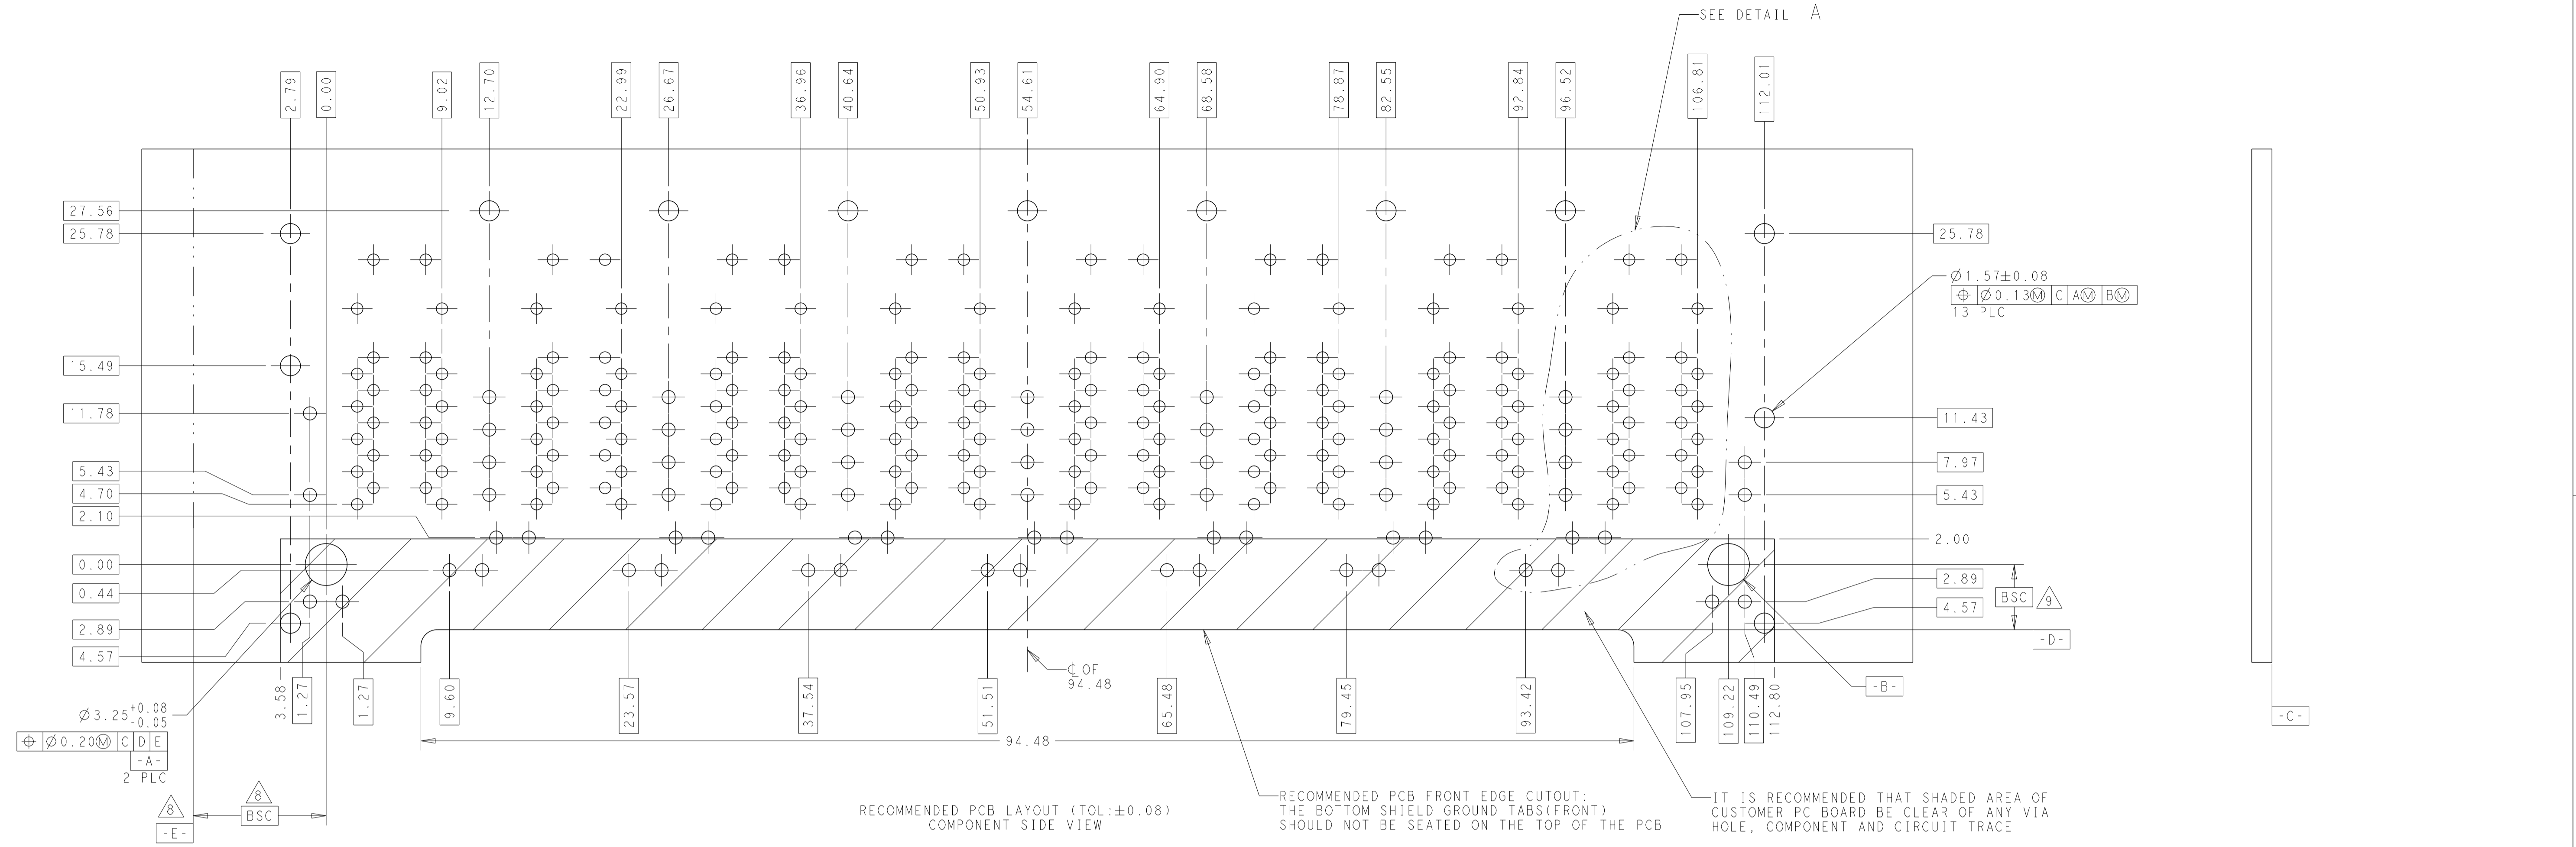 SEE DETAIL A
2.79
0.00
9.02
12.70
22.99
26.67
36.96
40.64
50.93
54.61
64.90
68.58
78.87
82.55
92.84
96.52
106.81
112.01
27.56
25.78
15.49
11.78
5.43
4.70
2.10
0.00
0.44
2.89
4.57
25.78
Ø1.57±0.08
⌖ Ø0.13Ⓜ C AⓂ BⓂ
13 PLC
11.43
7.97
5.43
2.00
2.89
BSC 9
4.57
-D-
-B-
-C-
3.58
1.27
1.27
9.60
23.57
37.54
51.51
℄ OF
94.48
65.48
79.45
93.42
107.95
109.22
110.49
112.80
Ø3.25 +0.08
-0.05
⌖ Ø0.20Ⓜ C D E
-A-
2 PLC
94.48
8
8
BSC
-E-
RECOMMENDED PCB LAYOUT (TOL:±0.08)
COMPONENT SIDE VIEW
RECOMMENDED PCB FRONT EDGE CUTOUT:
THE BOTTOM SHIELD GROUND TABS(FRONT)
SHOULD NOT BE SEATED ON THE TOP OF THE PCB
IT IS RECOMMENDED THAT SHADED AREA OF
CUSTOMER PC BOARD BE CLEAR OF ANY VIA
HOLE, COMPONENT AND CIRCUIT TRACE